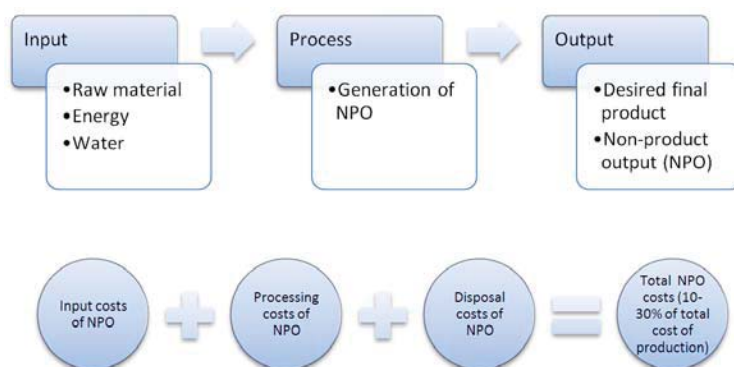 Input
Process
Output
•Raw material
•Energy
•Water
•Generation of
NPO
•Desired final
product
•Non-product
output (NPO)
Input costs
of NPO
Processing
costs of
NPO
Disposal
costs of
NPO
Total NPO
costs (10-
30% of total
cost of
production)